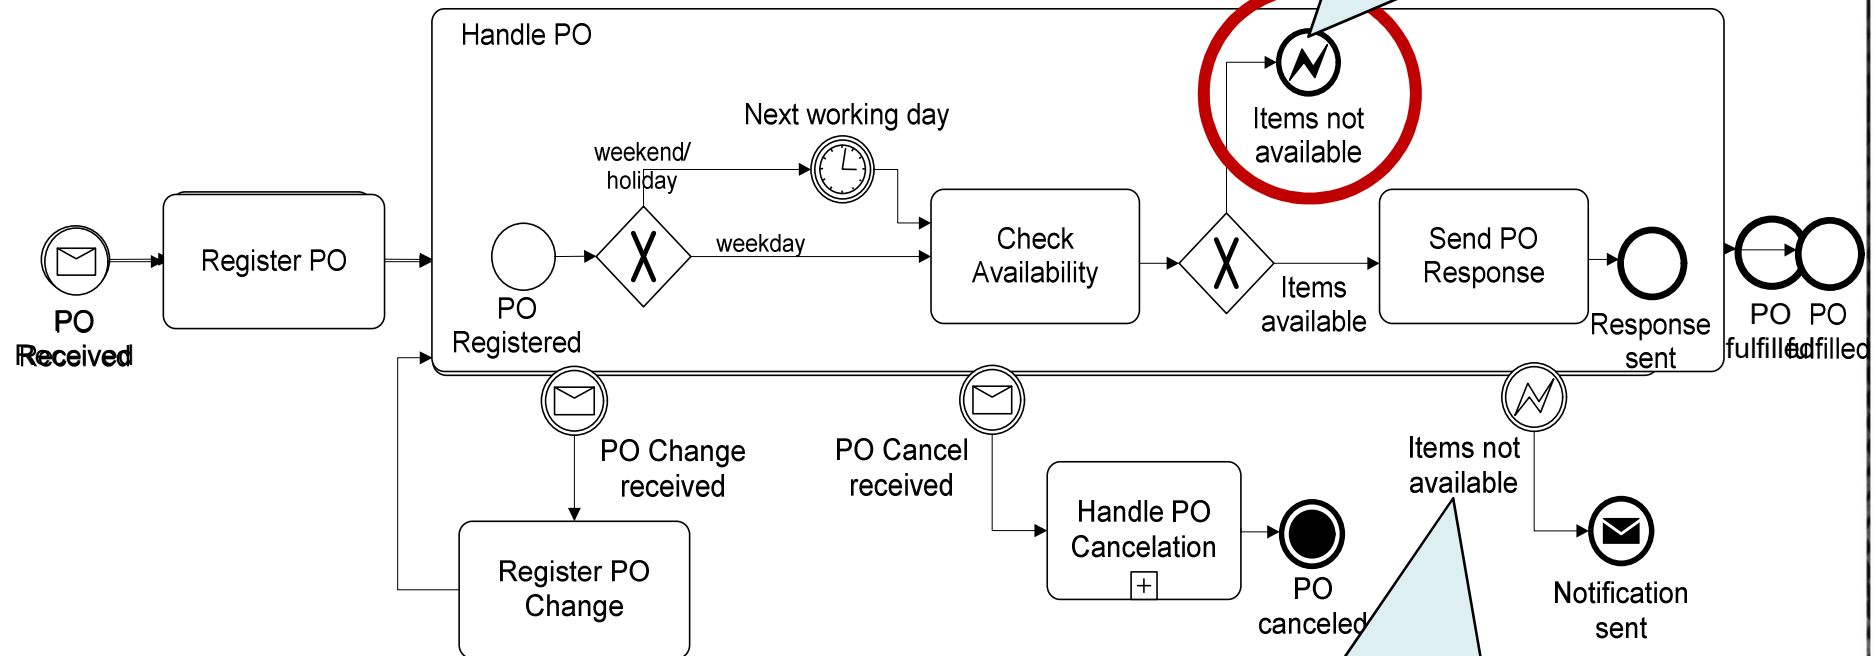 Handle PO
Next working day
weekend/
holiday
weekday
Items not
available
Register PO
Check
Availability
Send PO
Response
PO
Received
PO
Registered
Items
available
Response
sent
PO
fulfilled
PO
fulfilled
PO Change
received
PO Cancel
received
Items not
available
Register PO
Change
Handle PO
Cancelation
PO
canceled
Notification
sent